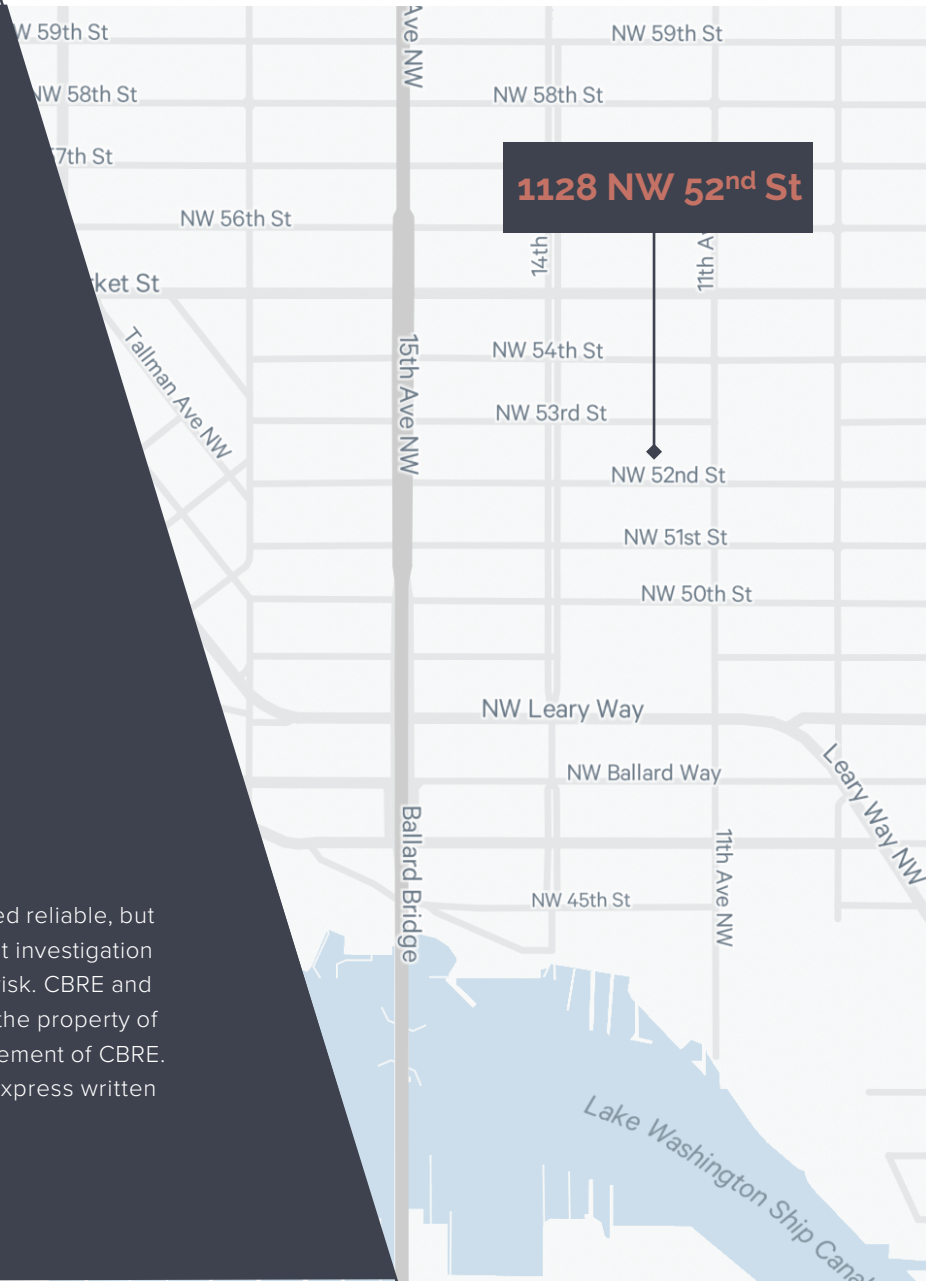 Ave NW
W 59th St
NW 59th St
NW 58th St
NW 58th St
7th St
1128 NW 52nd St
NW 56th St
14th
11th Av
ket St
Tallman Ave NW
15th Ave NW
NW 54th St
NW 53rd St
NW 52nd St
NW 51st St
NW 50th St
NW Leary Way
Leary Way NW
NW Ballard Way
Ballard Bridge
11th Ave NW
NW 45th St
ed reliable, but
t investigation
risk. CBRE and
the property of
ement of CBRE.
xpress written
Lake Washington Ship Canal